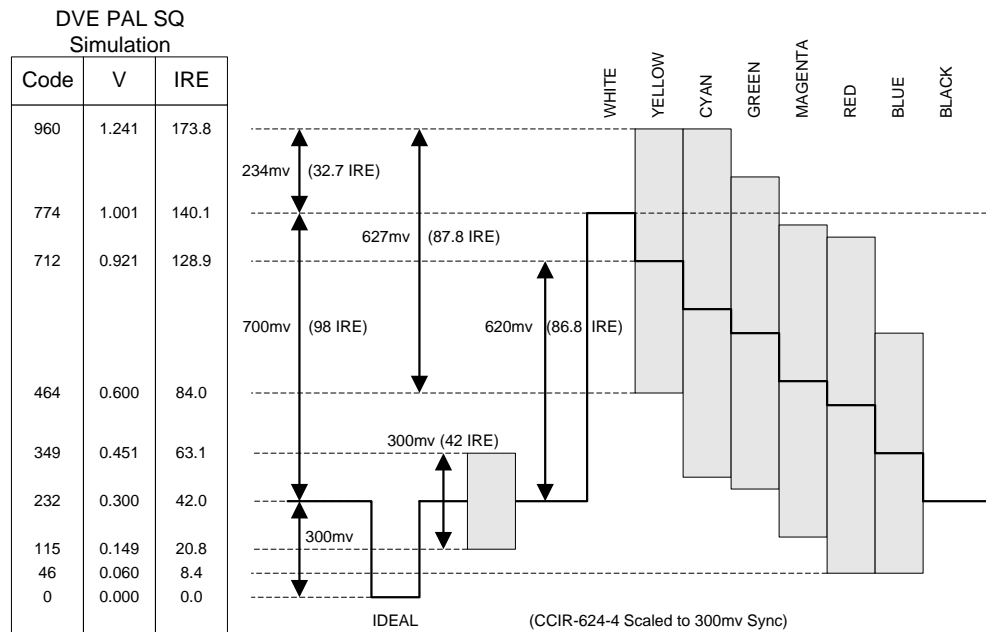 DVE PAL SQ
Simulation
Code V IRE
960 1.241 173.8
774 1.001 140.1
712 0.921 128.9
464 0.600 84.0
349 0.451 63.1
232 0.300 42.0
115 0.149 20.8
46 0.060 8.4
0 0.000 0.0
WHITE
YELLOW
CYAN
GREEN
MAGENTA
RED
BLUE
BLACK
234mv (32.7 IRE)
627mv (87.8 IRE)
700mv (98 IRE)
620mv (86.8 IRE)
300mv (42 IRE)
300mv
IDEAL (CCIR-624-4 Scaled to 300mv Sync)